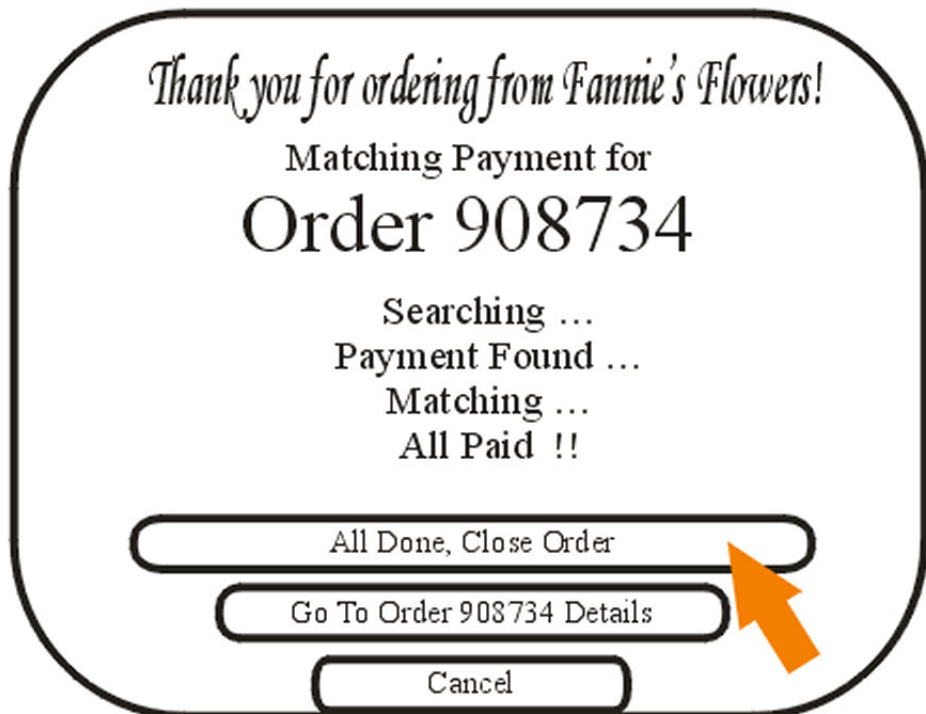 Thank you for ordering from Fannie's Flowers!
Matching Payment for
Order 908734
Searching ...
Payment Found ...
Matching ...
All Paid !!
All Done, Close Order
Go To Order 908734 Details
Cancel